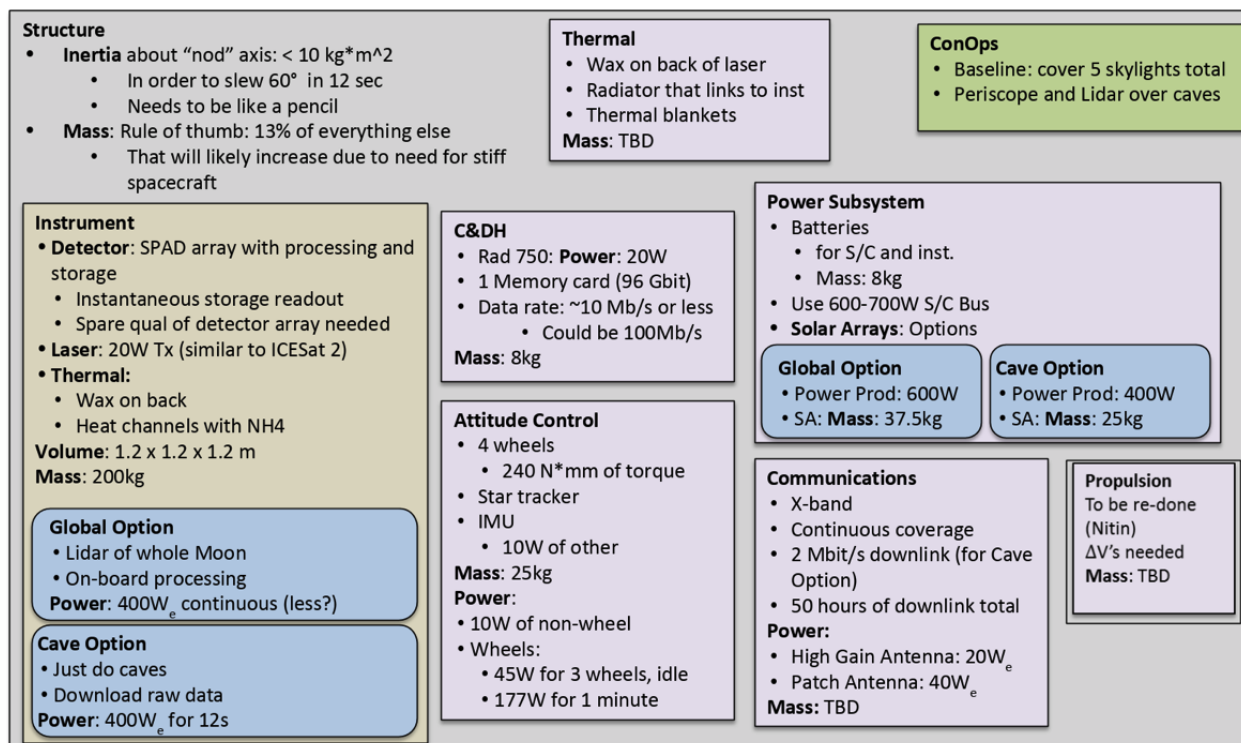 Structure
• Inertia about “nod” axis: < 10 kg*m^2
• In order to slew 60° in 12 sec
• Needs to be like a pencil
• Mass: Rule of thumb: 13% of everything else
• That will likely increase due to need for stiff
spacecraft
Thermal
• Wax on back of laser
• Radiator that links to inst
• Thermal blankets
Mass: TBD
ConOps
• Baseline: cover 5 skylights total
• Periscope and Lidar over caves
Instrument
• Detector: SPAD array with processing and
storage
• Instantaneous storage readout
• Spare qual of detector array needed
• Laser: 20W Tx (similar to ICESat 2)
• Thermal:
• Wax on back
• Heat channels with NH4
Volume: 1.2 x 1.2 x 1.2 m
Mass: 200kg
Global Option
• Lidar of whole Moon
• On-board processing
Power: 400We continuous (less?)
Cave Option
• Just do caves
• Download raw data
Power: 400We for 12s
C&DH
• Rad 750: Power: 20W
• 1 Memory card (96 Gbit)
• Data rate: ~10 Mb/s or less
• Could be 100Mb/s
Mass: 8kg
Attitude Control
• 4 wheels
• 240 N*mm of torque
• Star tracker
• IMU
• 10W of other
Mass: 25kg
Power:
• 10W of non-wheel
• Wheels:
• 45W for 3 wheels, idle
• 177W for 1 minute
Power Subsystem
• Batteries
• for S/C and inst.
• Mass: 8kg
• Use 600-700W S/C Bus
• Solar Arrays: Options
Global Option
• Power Prod: 600W
• SA: Mass: 37.5kg
Cave Option
• Power Prod: 400W
• SA: Mass: 25kg
Communications
• X-band
• Continuous coverage
• 2 Mbit/s downlink (for Cave
Option)
• 50 hours of downlink total
Power:
• High Gain Antenna: 20We
• Patch Antenna: 40We
Mass: TBD
Propulsion
To be re-done
(Nitin)
ΔV’s needed
Mass: TBD